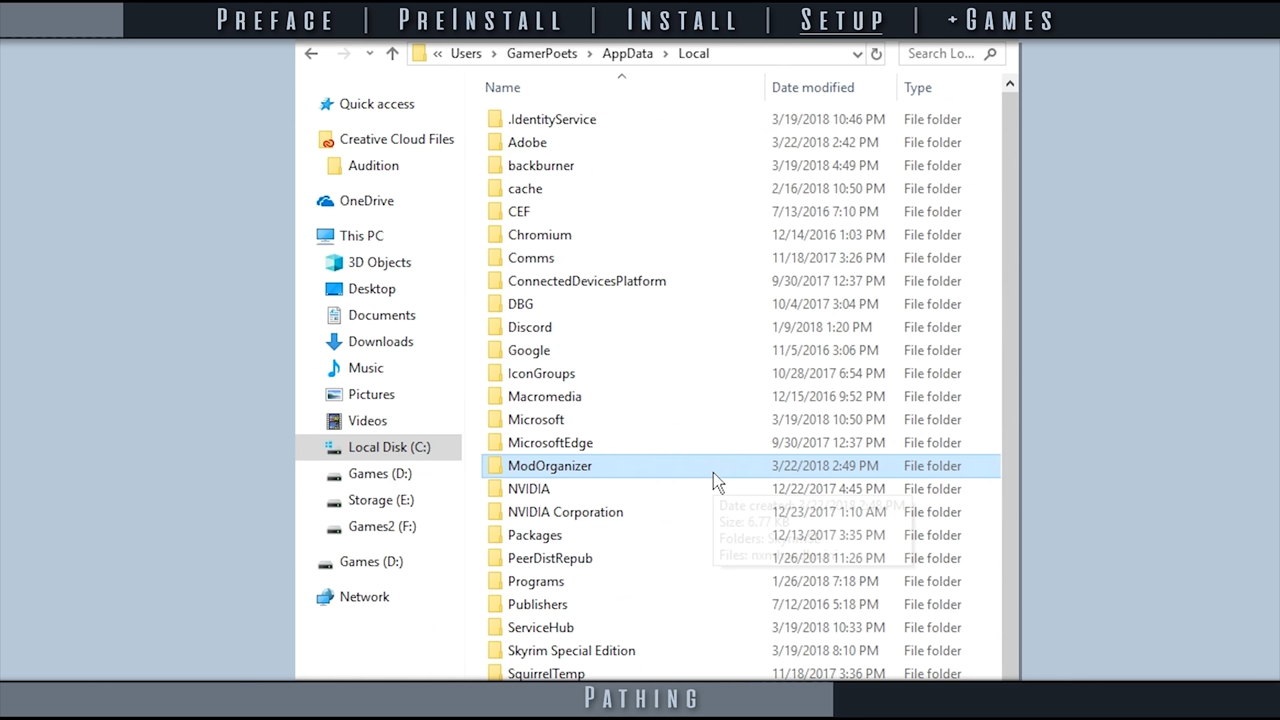 PREFACE | PREINSTALL | INSTALL | SETUP | +GAMES
« Users > GamerPoets > AppData > Local Search Lo...
Name Date modified Type
Quick access
Creative Cloud Files
Audition
OneDrive
This PC
3D Objects
Desktop
Documents
Downloads
Music
Pictures
Videos
Local Disk (C:)
Games (D:)
Storage (E:)
Games2 (F:)
Games (D:)
Network
.IdentityService 3/19/2018 10:46 PM File folder
Adobe 3/22/2018 2:42 PM File folder
backburner 3/19/2018 4:49 PM File folder
cache 2/16/2018 10:50 PM File folder
CEF 7/13/2016 7:10 PM File folder
Chromium 12/14/2016 1:03 PM File folder
Comms 11/18/2017 3:26 PM File folder
ConnectedDevicesPlatform 9/30/2017 12:37 PM File folder
DBG 10/4/2017 3:04 PM File folder
Discord 1/9/2018 1:20 PM File folder
Google 11/5/2016 3:06 PM File folder
IconGroups 10/28/2017 6:54 PM File folder
Macromedia 12/15/2016 9:52 PM File folder
Microsoft 3/19/2018 10:50 PM File folder
MicrosoftEdge 9/30/2017 12:37 PM File folder
ModOrganizer 3/22/2018 2:49 PM File folder
NVIDIA 12/22/2017 4:45 PM File folder
NVIDIA Corporation 12/23/2017 1:10 AM File folder
Packages 12/13/2017 3:35 PM File folder
PeerDistRepub 1/26/2018 11:26 PM File folder
Programs 1/26/2018 7:18 PM File folder
Publishers 7/12/2016 5:18 PM File folder
ServiceHub 3/19/2018 10:33 PM File folder
Skyrim Special Edition 3/19/2018 8:10 PM File folder
SquirrelTemp 11/18/2017 3:36 PM File folder
Date created:
Size: 6.77 KB
Folders:
Files:
PATHING